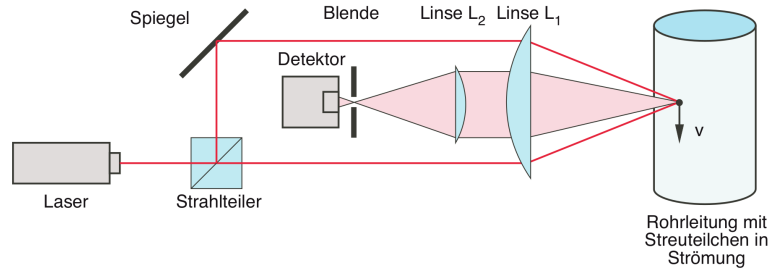 Spiegel
Blende
Linse L2
Linse L1
Detektor
v
Laser
Strahlteiler
Rohrleitung mit
Streuteilchen in
Strömung